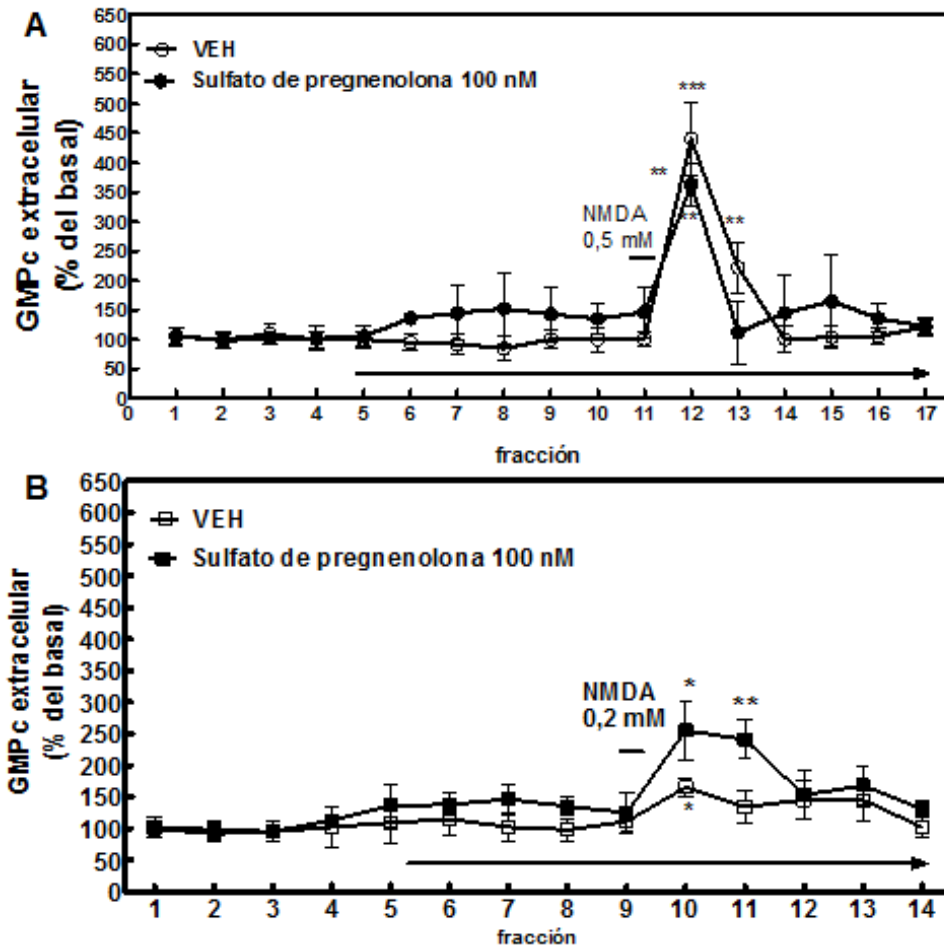 A
650
600
550
500
450
400
350
300
250
200
150
100
50
0
GMPc extracelular
(% del basal)
VEH
Sulfato de pregnenolona 100 nM
***
**
**
**
NMDA
0,5 mM
1 2 3 4 5 6 7 8 9 10 11 12 13 14 15 16 17
fracción
B
650
600
550
500
450
400
350
300
250
200
150
100
50
0
GMPc extracelular
(% del basal)
VEH
Sulfato de pregnenolona 100 nM
NMDA
0,2 mM
*
**
*
1 2 3 4 5 6 7 8 9 10 11 12 13 14
fracción